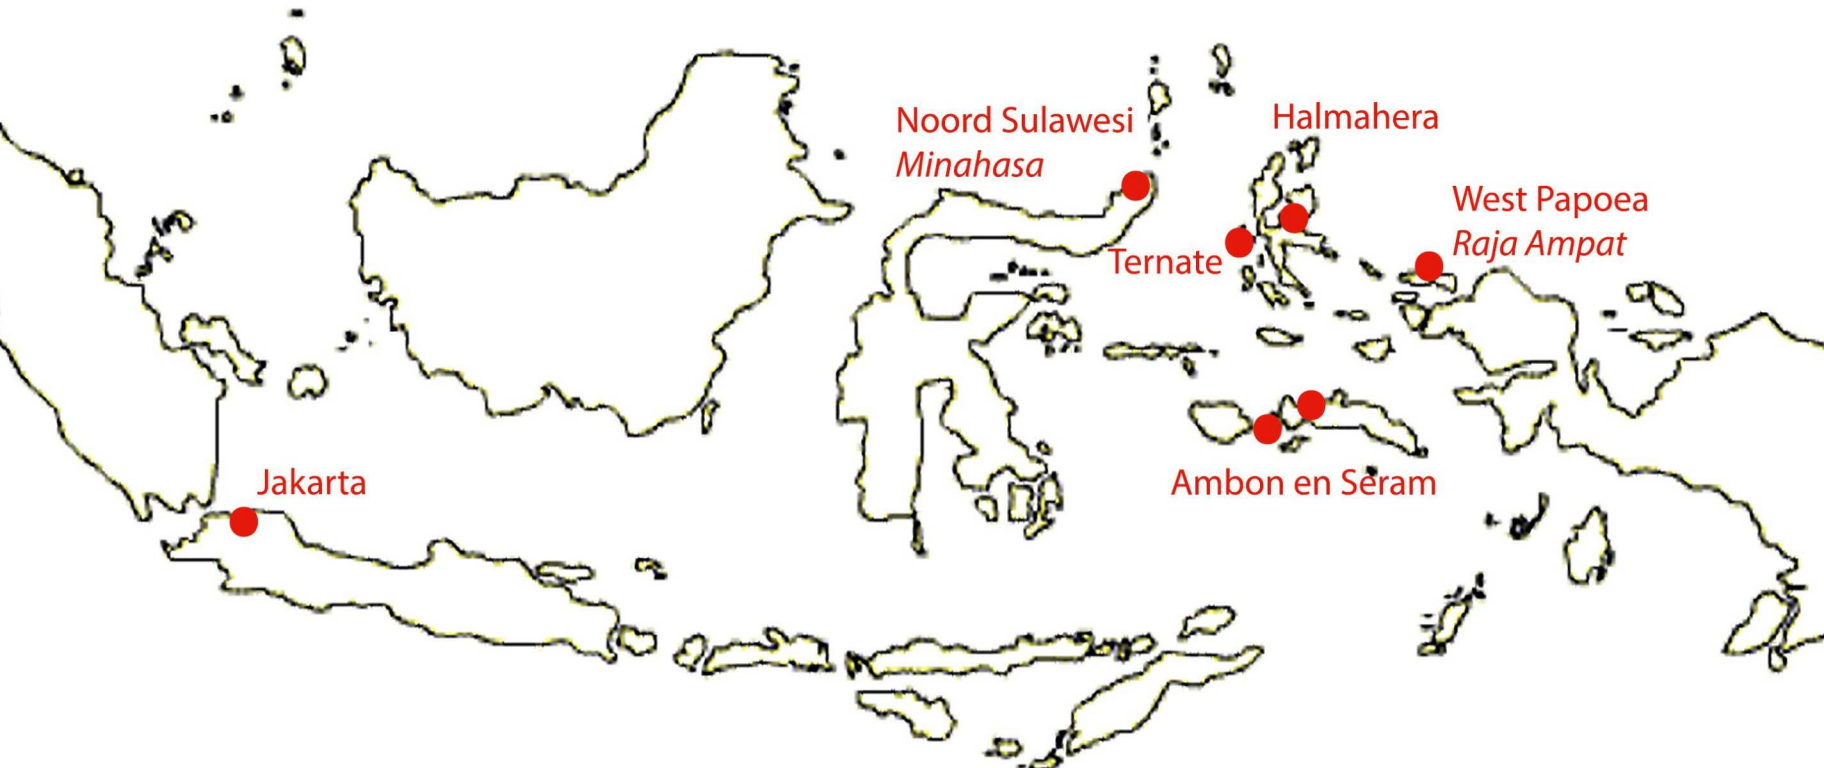 Noord Sulawesi
Minahasa
Halmahera
West Papoea
Raja Ampat
Ternate
Jakarta
Ambon en Seram